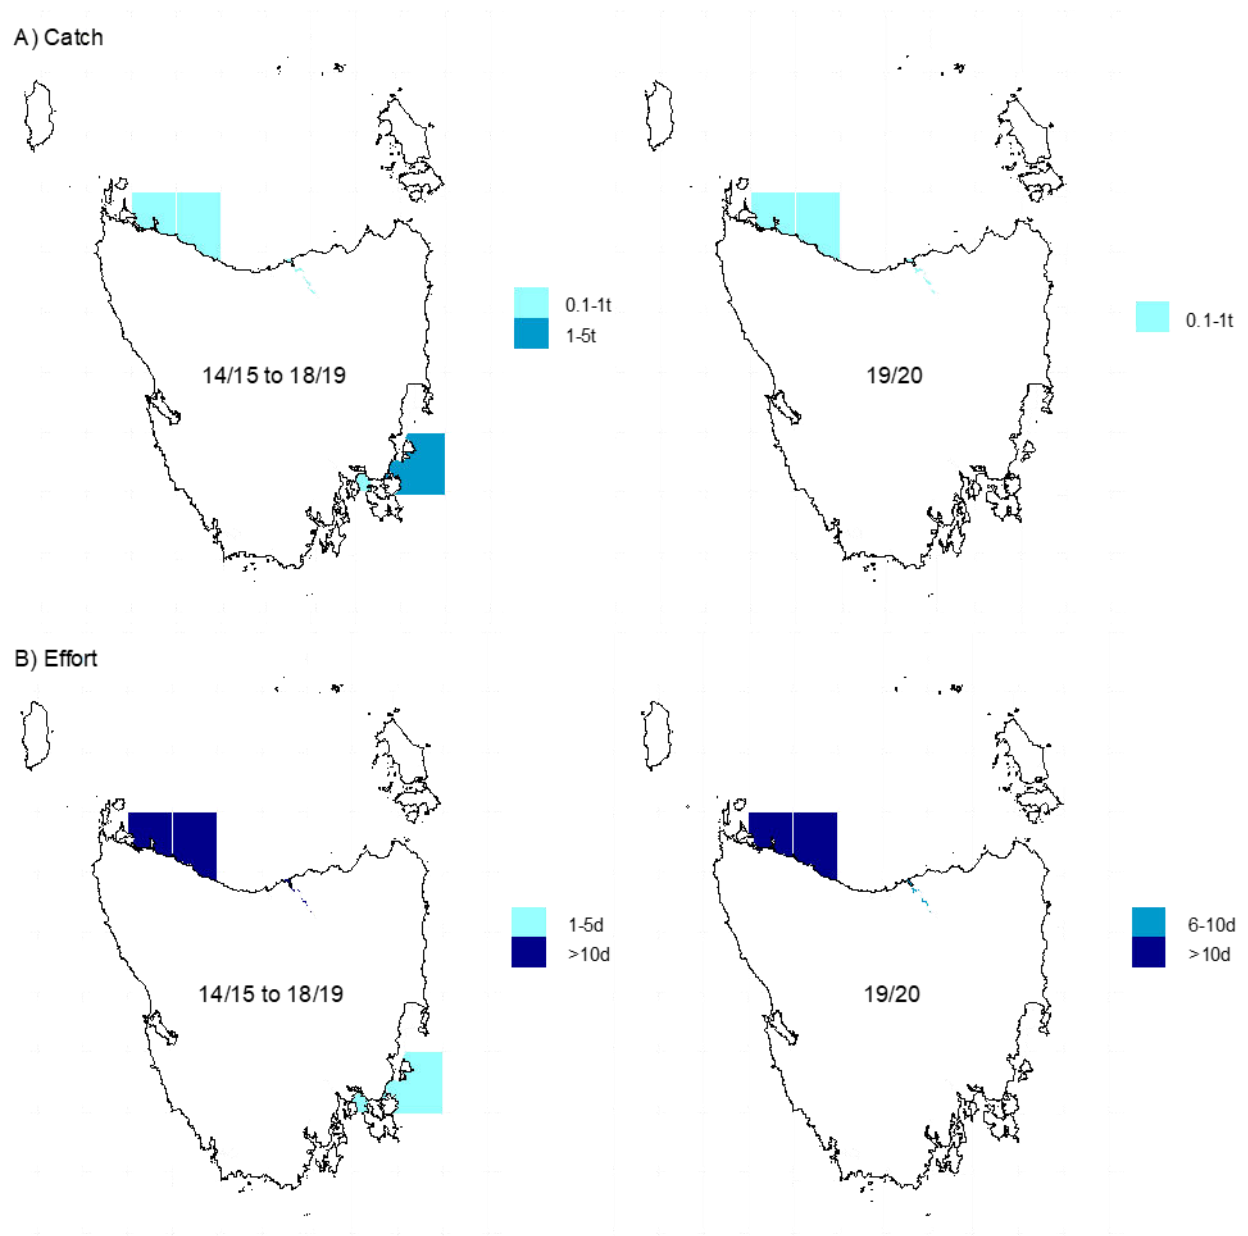 A) Catch
0.1-1t
1-5t
14/15 to 18/19
0.1-1t
19/20
B) Effort
1-5d
>10d
14/15 to 18/19
6-10d
>10d
19/20